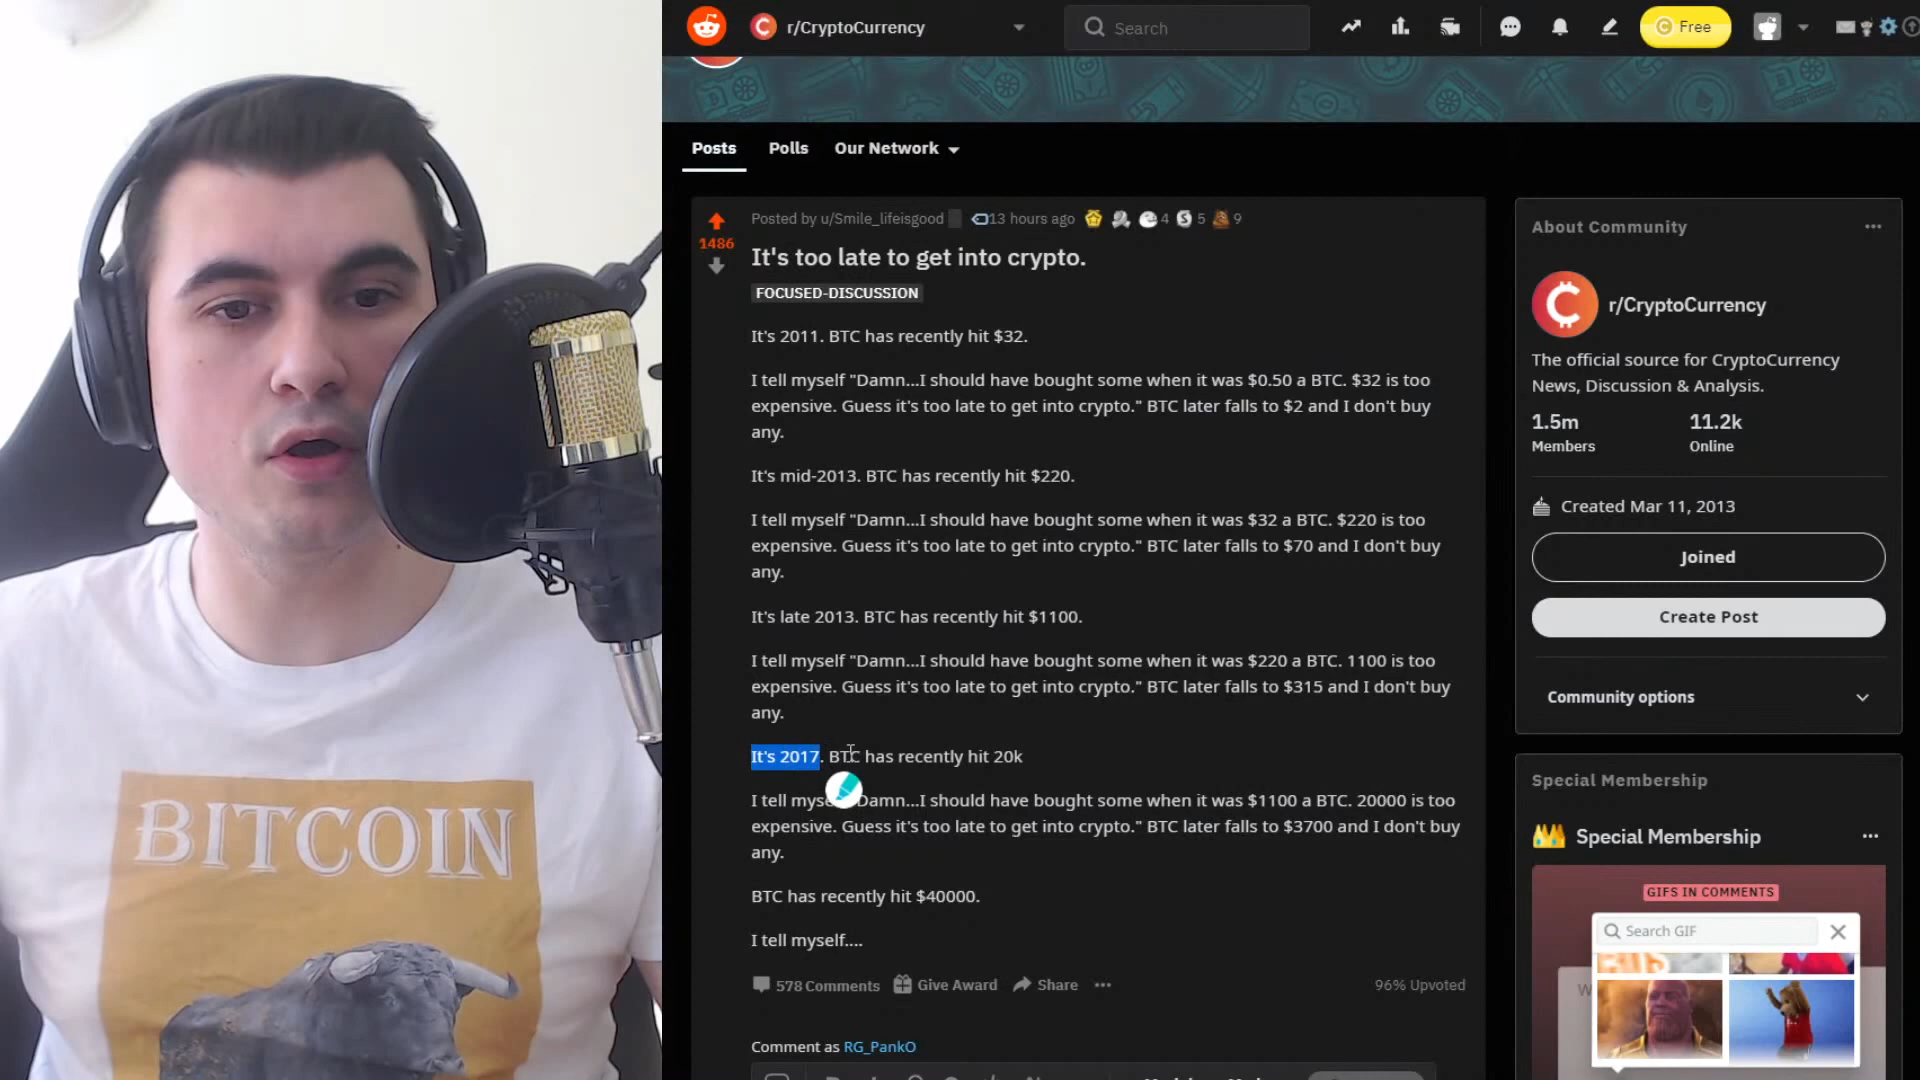 r/CryptoCurrency
Search
Free
Posts
Polls
Our Network
Posted by u/Smile_lifeisgood
13 hours ago
4
5
9
1486
It's too late to get into crypto.
FOCUSED-DISCUSSION
It's 2011. BTC has recently hit $32.
I tell myself "Damn...I should have bought some when it was $0.50 a BTC. $32 is too
expensive. Guess it's too late to get into crypto." BTC later falls to $2 and I don't buy
any.
It's mid-2013. BTC has recently hit $220.
I tell myself "Damn...I should have bought some when it was $32 a BTC. $220 is too
expensive. Guess it's too late to get into crypto." BTC later falls to $70 and I don't buy
any.
It's late 2013. BTC has recently hit $1100.
I tell myself "Damn...I should have bought some when it was $220 a BTC. 1100 is too
expensive. Guess it's too late to get into crypto." BTC later falls to $315 and I don't buy
any.
It's 2017. BTC has recently hit 20k
I tell Damn...I should have bought some when it was $1100 a BTC. 20000 is too
expensive. Guess it's too late to get into crypto." BTC later falls to $3700 and I don't buy
any.
BTC has recently hit $40000.
I tell myself....
578 Comments
Give Award
Share
96% Upvoted
Comment as RG_PankO
About Community
r/CryptoCurrency
The official source for CryptoCurrency
News, Discussion & Analysis.
1.5m
11.2k
Members
Online
Created Mar 11, 2013
Joined
Create Post
Community options
Special Membership
Special Membership
GIFS IN COMMENTS
Search GIF
BITCOIN